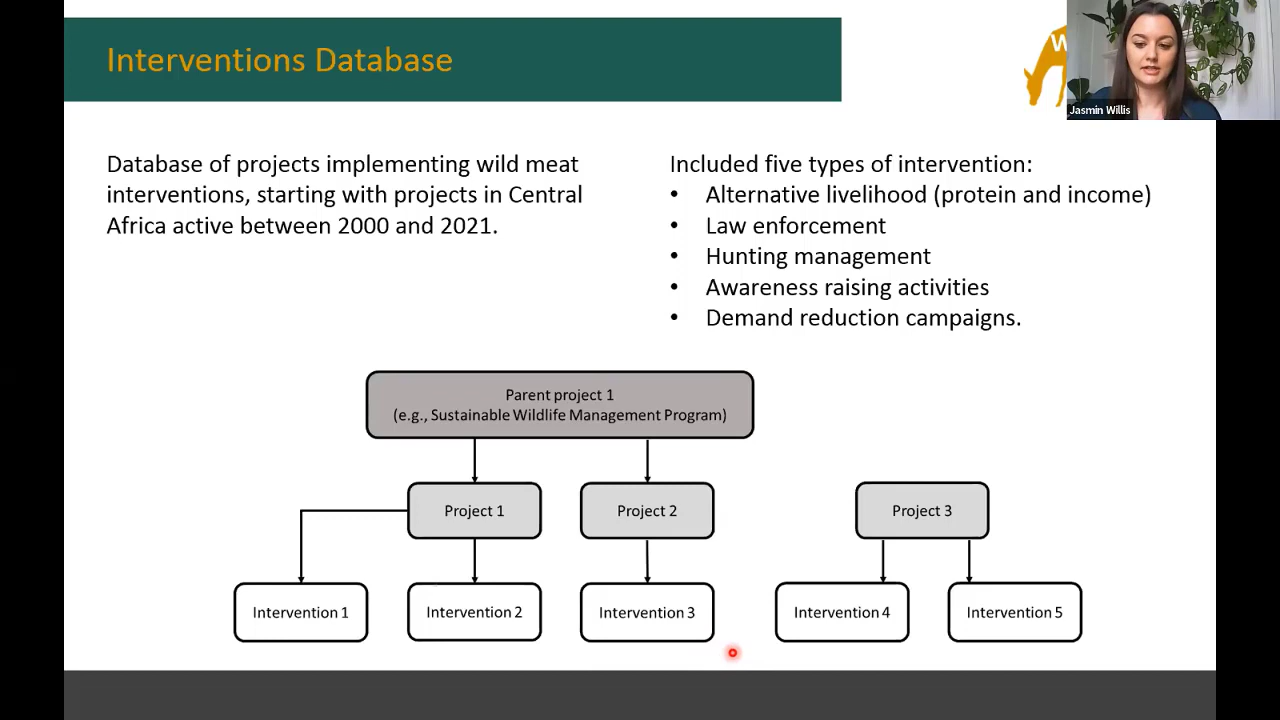 Interventions Database
W
Jasmin Willis
Database of projects implementing wild meat
interventions, starting with projects in Central
Africa active between 2000 and 2021.
Included five types of intervention:
• Alternative livelihood (protein and income)
• Law enforcement
• Hunting management
• Awareness raising activities
• Demand reduction campaigns.
Parent project 1
(e.g., Sustainable Wildlife Management Program)
Project 1
Project 2
Project 3
Intervention 1
Intervention 2
Intervention 3
Intervention 4
Intervention 5